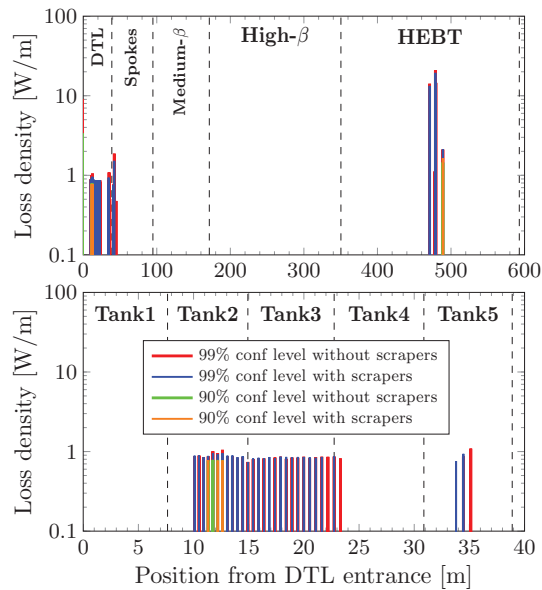 100
10
1
0.1
Loss density [W/m]
DTL
Spokes
Medium-β
High-β
HEBT
0 100 200 300 400 500 600
100
10
1
0.1
Loss density [W/m]
Tank1 Tank2 Tank3 Tank4 Tank5
99% conf level without scrapers
99% conf level with scrapers
90% conf level without scrapers
90% conf level with scrapers
0 5 10 15 20 25 30 35 40
Position from DTL entrance [m]